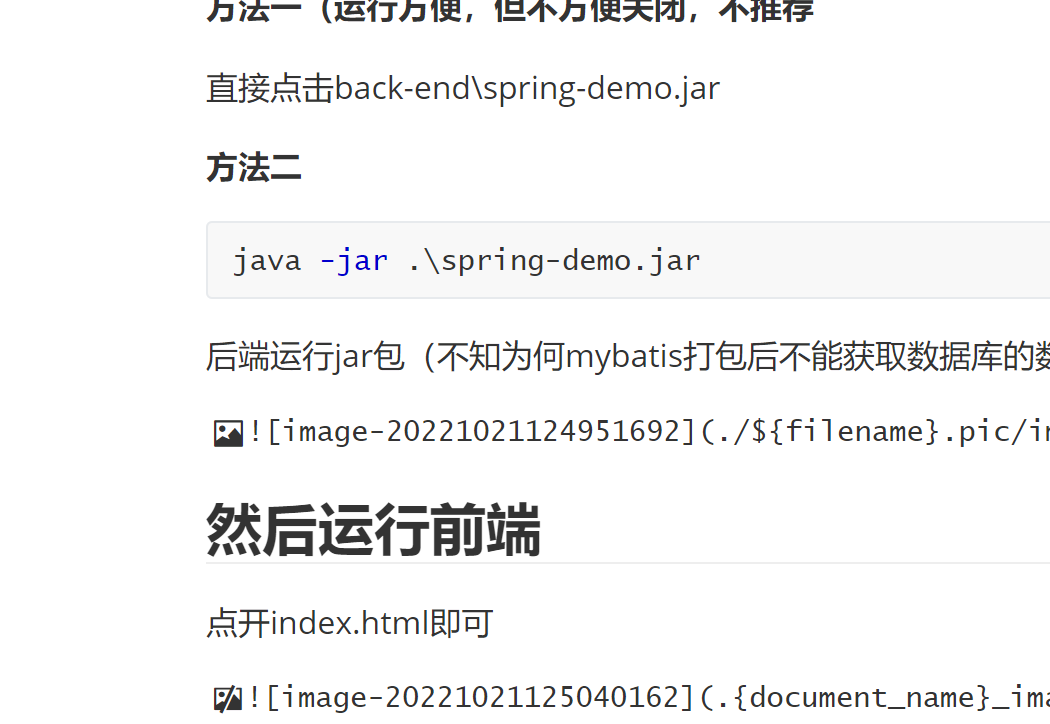 方法一（运行方便，但不方便关闭，不推荐
直接点击back-end\spring-demo.jar
方法二
java -jar .\spring-demo.jar
后端运行jar包（不知为何mybatis打包后不能获取数据库的数
![image-20221021124951692](./${filename}.pic/i
然后运行前端
点开index.html即可
![image-20221021125040162](.{document_name}_ima